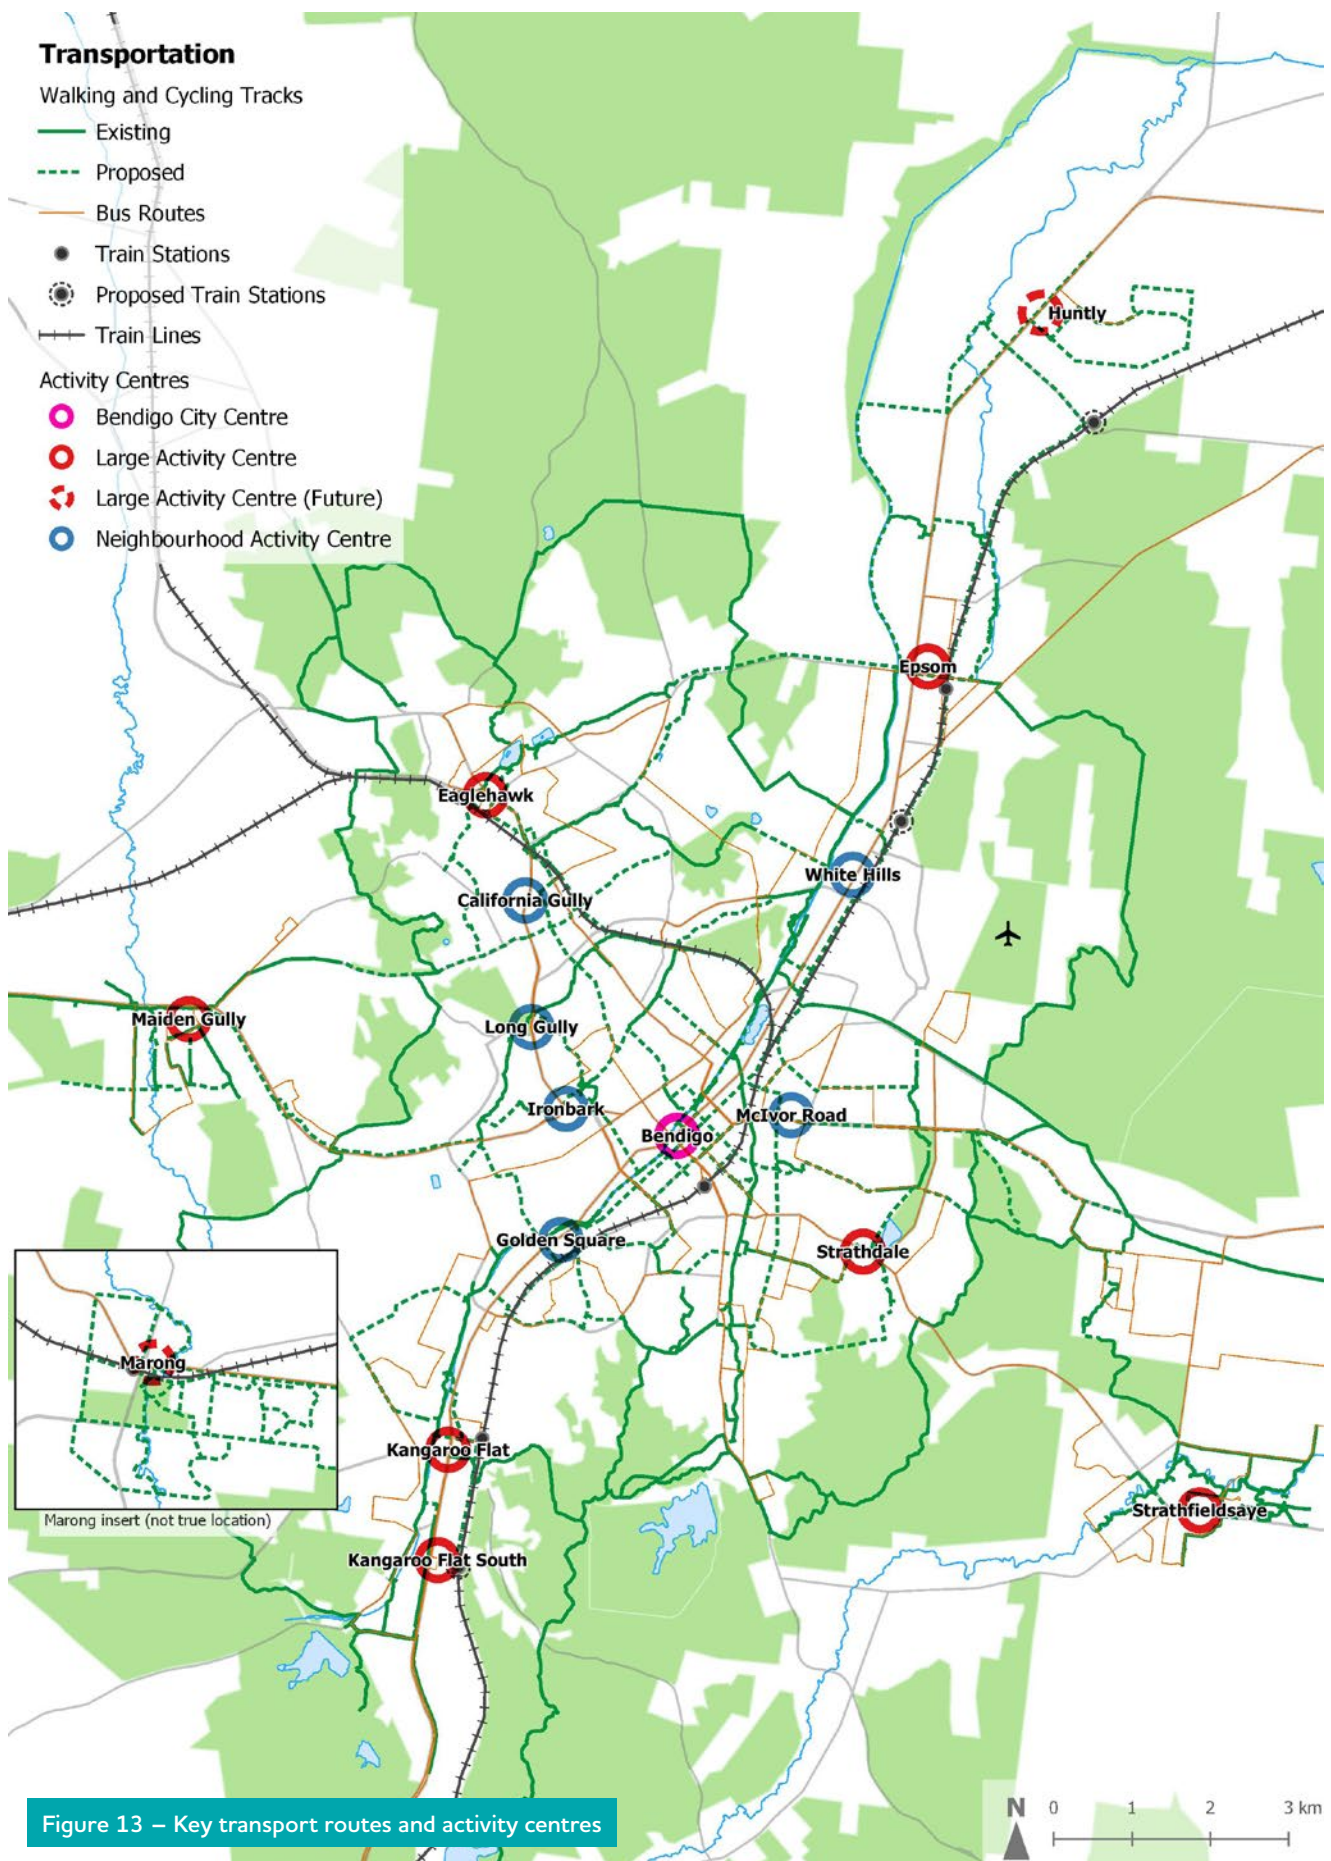 Transportation
Walking and Cycling Tracks
Existing
Proposed
Bus Routes
Train Stations
Proposed Train Stations
Train Lines
Activity Centres
Bendigo City Centre
Large Activity Centre
Large Activity Centre (Future)
Neighbourhood Activity Centre
Huntly
Epsom
Eaglehawk
White Hills
California Gully
Maiden Gully
Long Gully
Ironbark
McIvor Road
Bendigo
Golden Square
Strathdale
Marong
Kangaroo Flat
Strathfieldsaye
Marong insert (not true location)
Kangaroo Flat South
Figure 13 – Key transport routes and activity centres
N 0 1 2 3 km